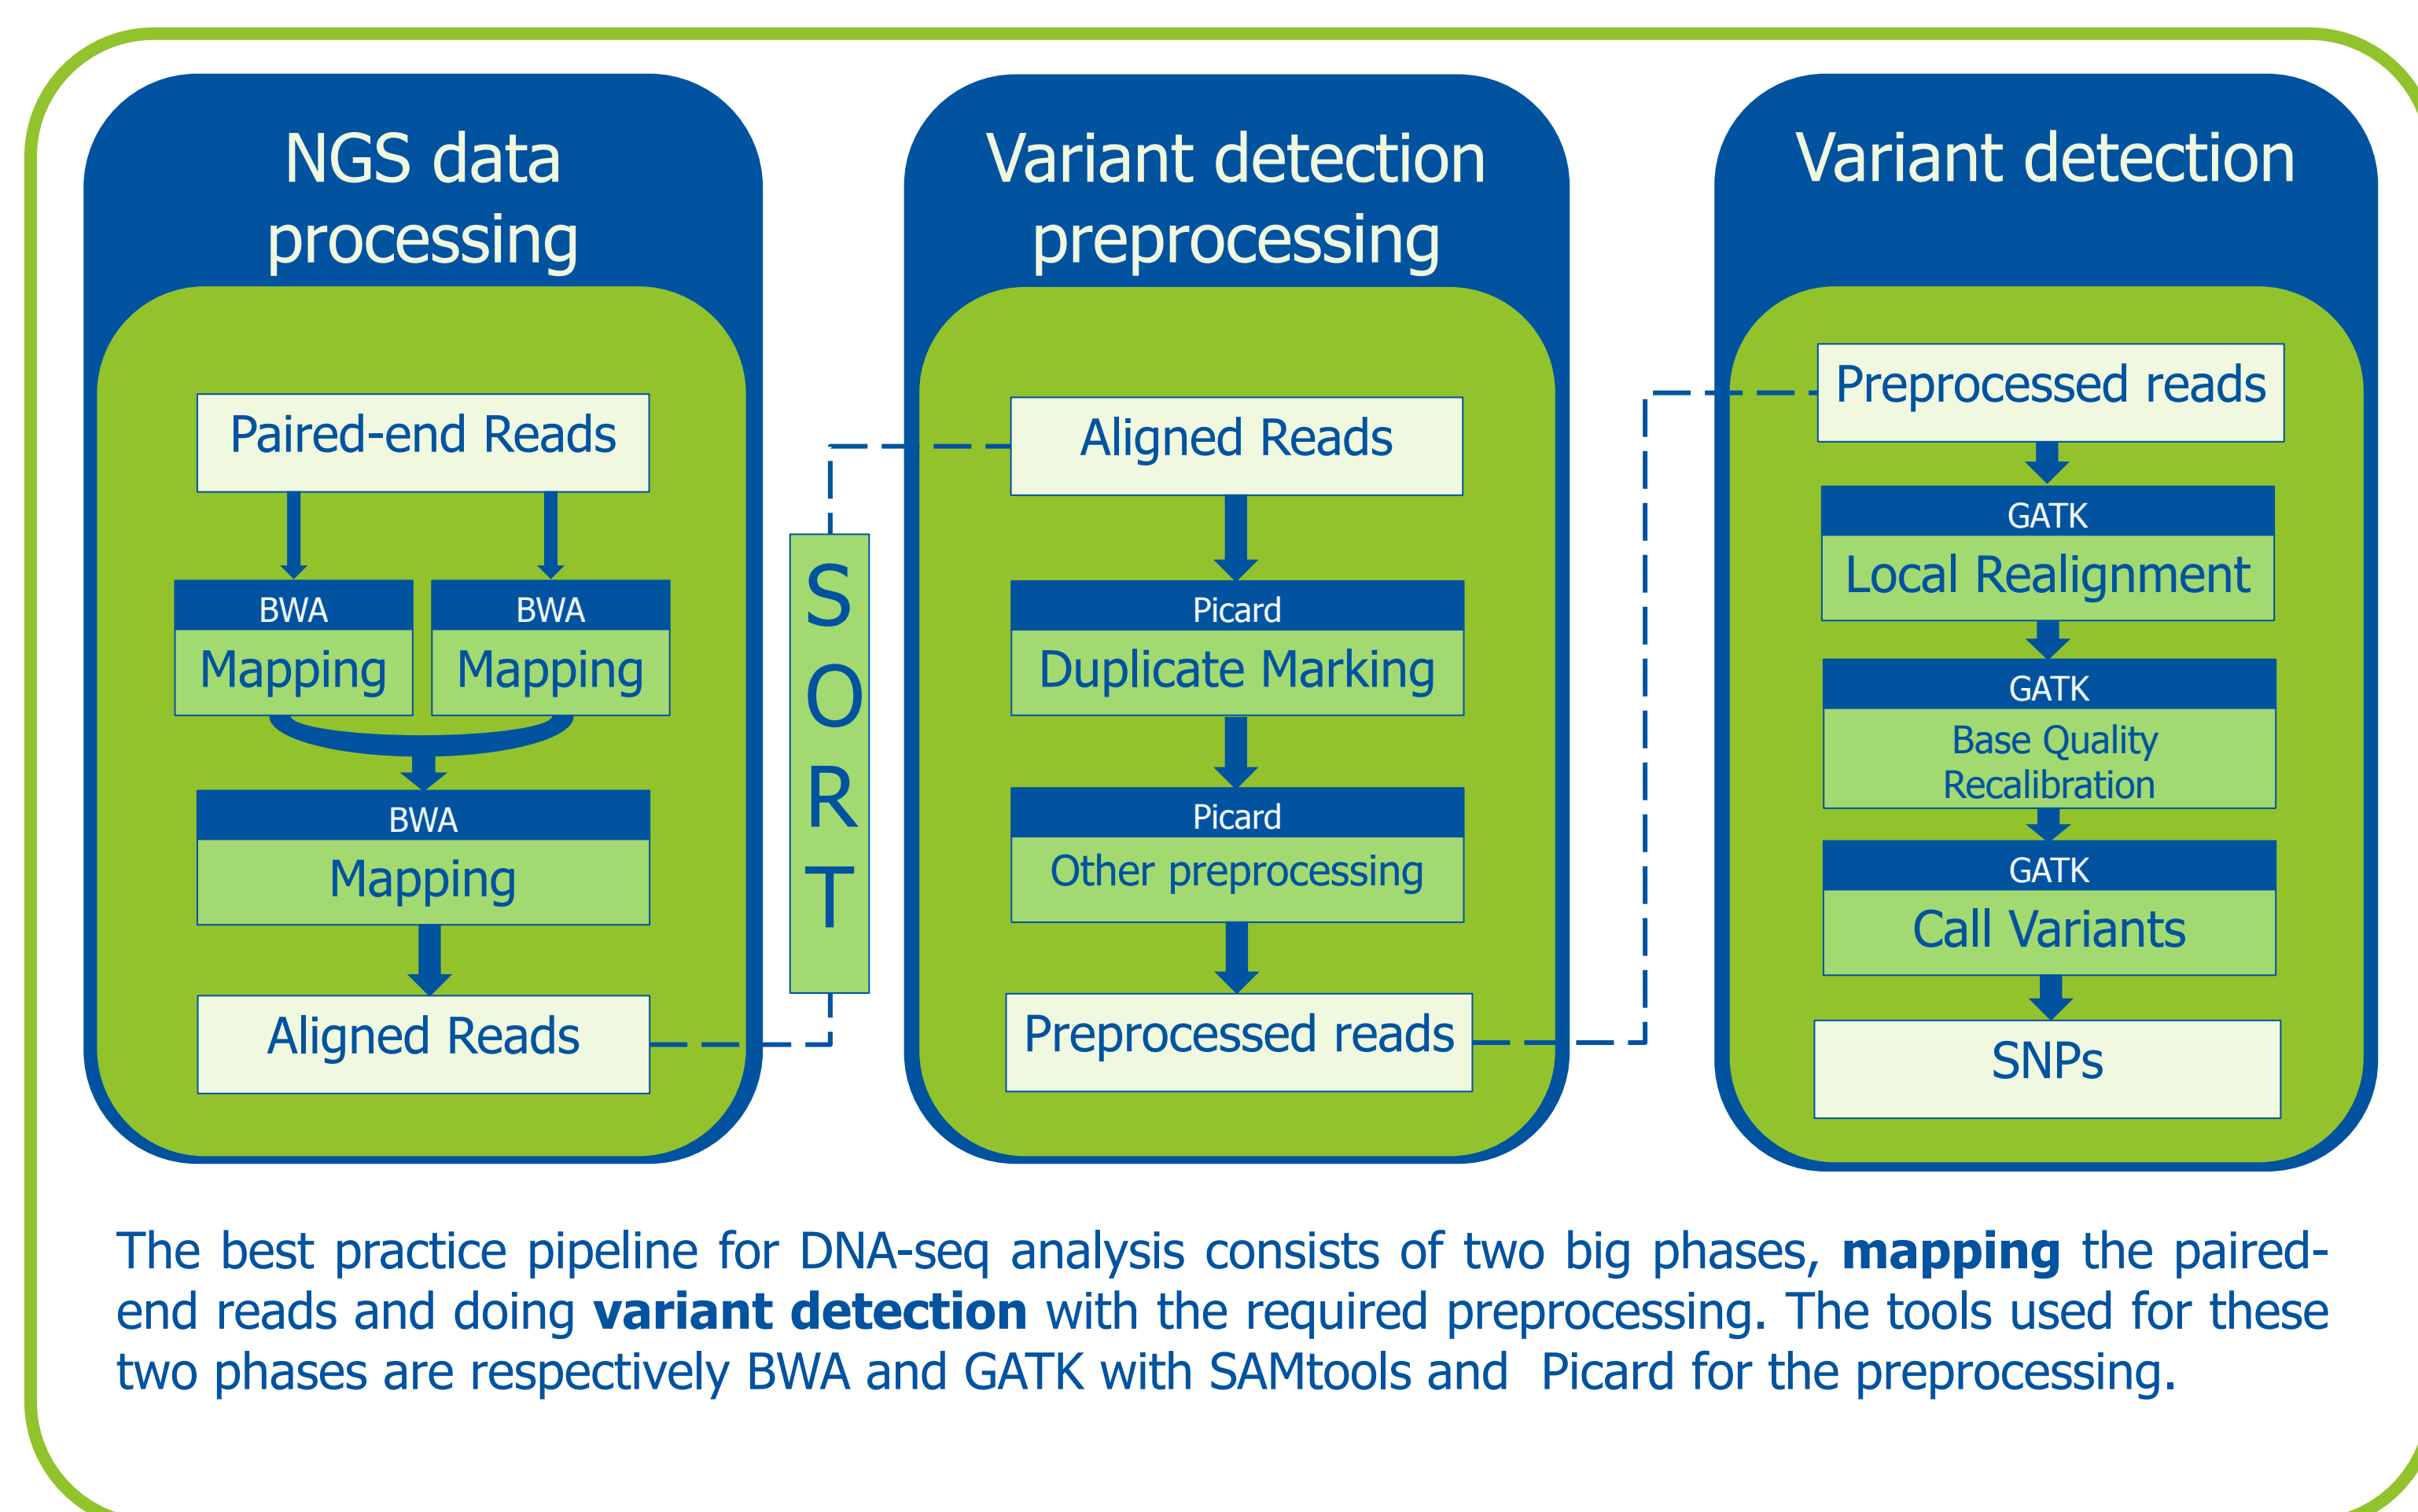 NGS data
processing
Paired-end Reads
BWA
Mapping
BWA
Mapping
BWA
Mapping
Aligned Reads
SORT
Variant detection
preprocessing
Aligned Reads
Picard
Duplicate Marking
Picard
Other preprocessing
Preprocessed reads
Variant detection
Preprocessed reads
GATK
Local Realignment
GATK
Base Quality
Recalibration
GATK
Call Variants
SNPs
The best practice pipeline for DNA-seq analysis consists of two big phases, mapping the paired-
end reads and doing variant detection with the required preprocessing. The tools used for these
two phases are respectively BWA and GATK with SAMtools and Picard for the preprocessing.